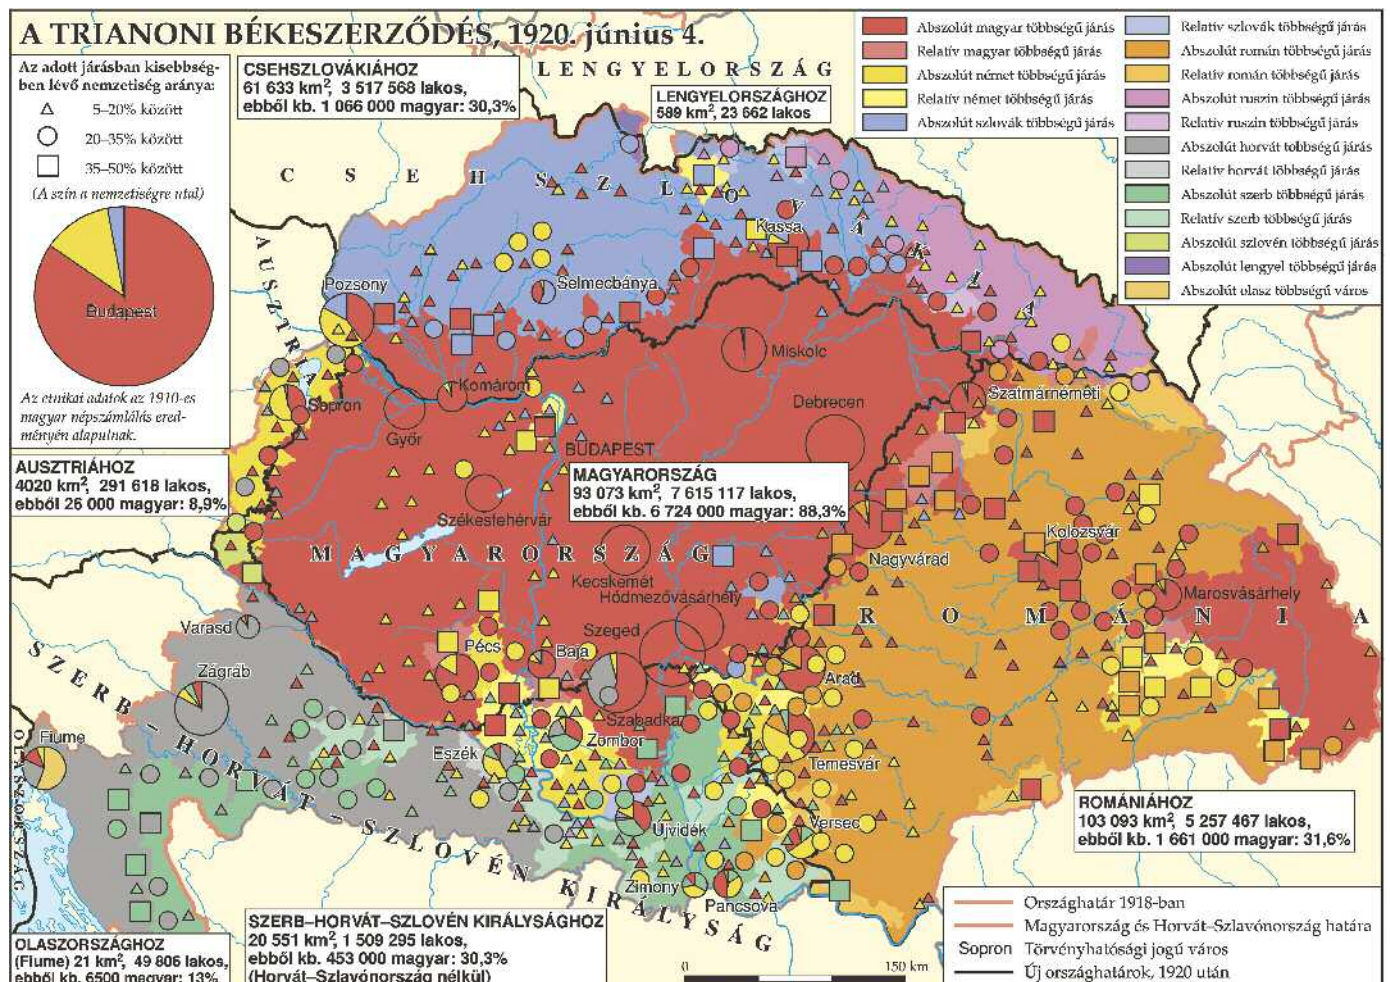 A TRIANONI BÉKESZERZŐDÉS, 1920. június 4.
Az adott járásban kisebbség-
ben lévő nemzetiség aránya:
5–20% között
20–35% között
35–50% között
(A szín a nemzetiségre utal)
Budapest
Az etnikai adatok az 1910-es
magyar népszámlálás ered-
ményén alapulnak.
CSEHSZLOVÁKIÁHOZ
61 633 km², 3 517 568 lakos,
ebből kb. 1 066 000 magyar: 30,3%
LENGYELORSZÁG
LENGYELORSZÁGHOZ
589 km², 23 662 lakos
Abszolút magyar többségű járás
Relatív magyar többségű járás
Abszolút német többségű járás
Relatív német többségű járás
Abszolút szlovák többségű járás
Relatív szlovák többségű járás
Abszolút román többségű járás
Relatív román többségű járás
Abszolút ruszin többségű járás
Relatív ruszin többségű járás
Abszolút horvát többségű járás
Relatív horvát többségű járás
Abszolút szerb többségű járás
Relatív szerb többségű járás
Abszolút szlovén többségű járás
Abszolút lengyel többségű járás
Abszolút olasz többségű város
CSEHSZLOVÁKIA
AUSZTRIA
Kassa
Pozsony
Selmecbánya
Miskolc
Komárom
Szatmárnémeti
Sopron
Debrecen
Győr
BUDAPEST
AUSZTRIÁHOZ
4020 km², 291 618 lakos,
ebből 26 000 magyar: 8,9%
MAGYARORSZÁG
93 073 km², 7 615 117 lakos,
ebből kb. 6 724 000 magyar: 88,3%
Székesfehérvár
Kolozsvár
MAGYARORSZÁG
Nagyvárad
Kecskemét
Hódmezővásárhely
Marosvásárhely
ROMÁNIA
Varasd
Szeged
Pécs
Baja
Zágráb
Arad
Szabadka
Fiume
Eszék
Zombor
Temesvár
OLASZORSZÁG
SZERB–HORVÁT–SZLOVÉN KIRÁLYSÁG
Újvidék
Versec
Zimony
Pancsova
ROMÁNIÁHOZ
103 093 km², 5 257 467 lakos,
ebből kb. 1 661 000 magyar: 31,6%
OLASZORSZÁGHOZ
(Fiume) 21 km², 49 806 lakos,
ebből kb. 6500 magyar: 13%
SZERB–HORVÁT–SZLOVÉN KIRÁLYSÁGHOZ
20 551 km², 1 509 295 lakos,
ebből kb. 453 000 magyar: 30,3%
(Horvát–Szlavónország nélkül)
0 150 km
Országhatár 1918-ban
Magyarország és Horvát–Szlavónország határa
Sopron Törvényhatósági jogú város
Új országhatárok, 1920 után